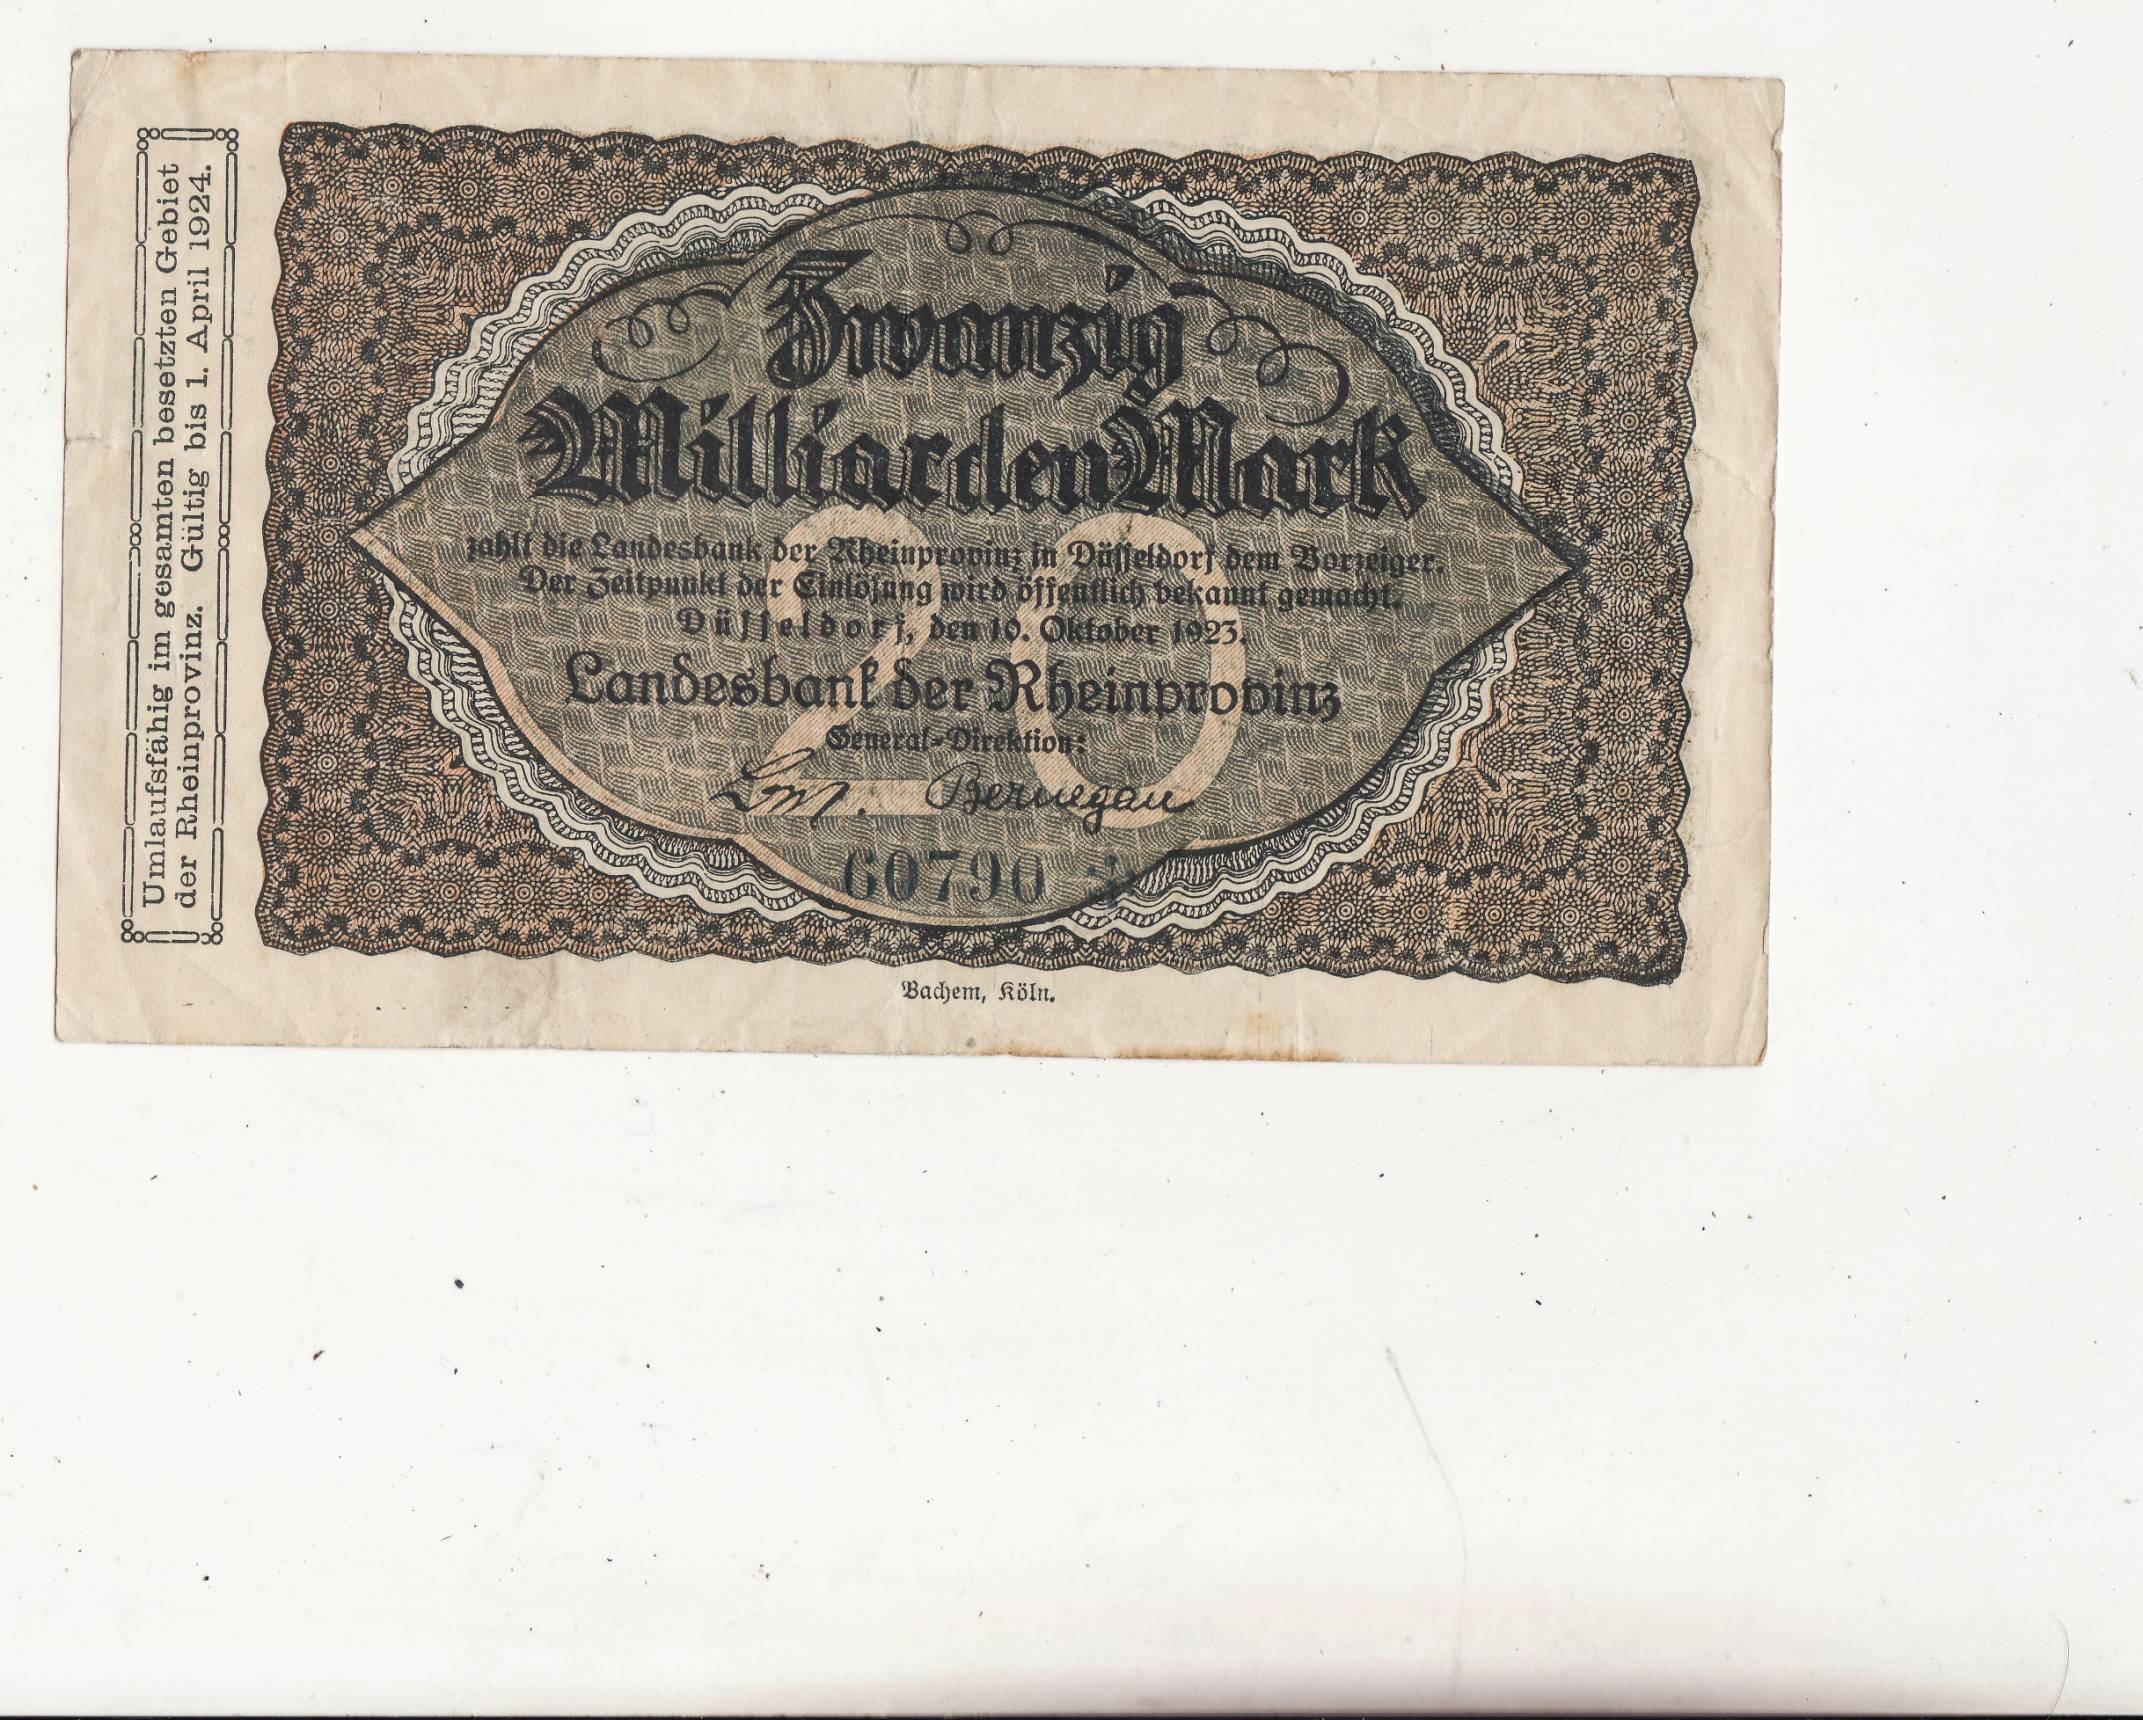 Umlaufsfähig im gesamten besetzten Gebiet
der Rheinprovinz. Gültig bis 1. April 1924.
Zwanzig
Milliarden Mark
20
zahlt die Landesbank der Rheinprovinz in Düsseldorf dem Vorzeiger.
Der Zeitpunkt der Einlösung wird öffentlich bekannt gemacht.
Düsseldorf, den 10. Oktober 1923.
Landesbank der Rheinprovinz
General-Direktion:
Bernegau
60790 *
Bachem, Köln.